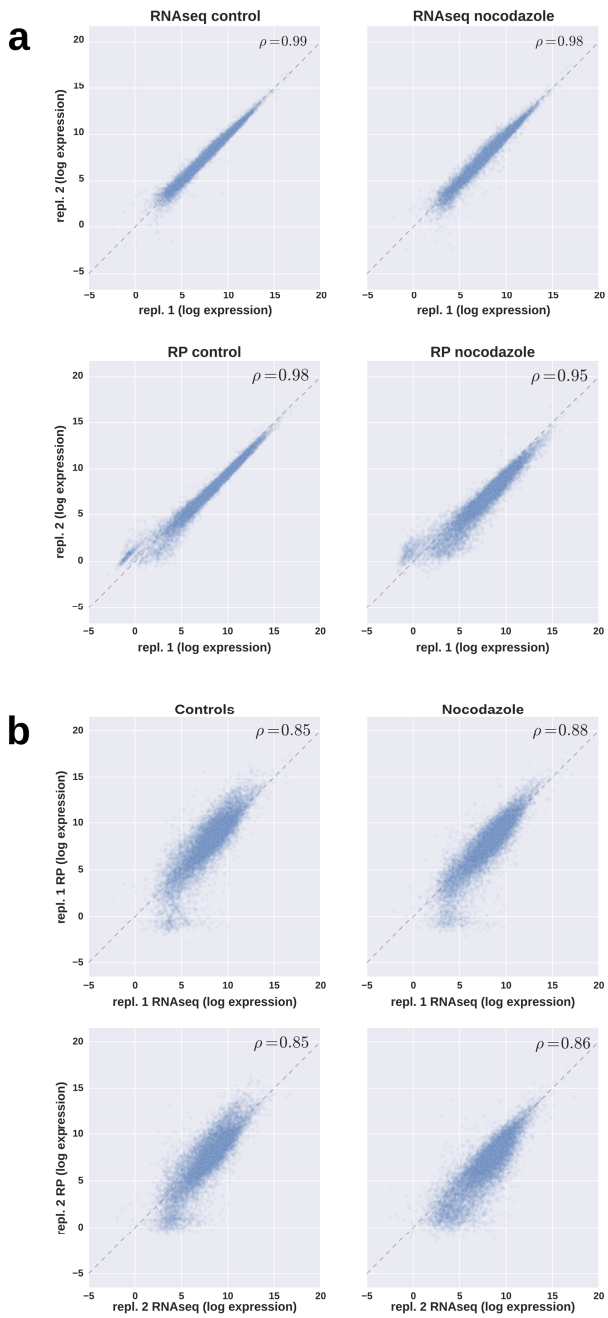 a
RNAseq control
RNAseq nocodazole
ρ=0.99
ρ=0.98
20
15
10
5
0
−5
repl. 2 (log expression)
−5 0 5 10 15 20
−5 0 5 10 15 20
repl. 1 (log expression)
repl. 1 (log expression)
RP control
RP nocodazole
ρ=0.98
ρ=0.95
20
15
10
5
0
−5
repl. 2 (log expression)
−5 0 5 10 15 20
−5 0 5 10 15 20
repl. 1 (log expression)
repl. 1 (log expression)
b
Controls
Nocodazole
ρ=0.85
ρ=0.88
20
15
10
5
0
−5
repl. 1 RP (log expression)
−5 0 5 10 15 20
−5 0 5 10 15 20
repl. 1 RNAseq (log expression)
repl. 1 RNAseq (log expression)
ρ=0.85
ρ=0.86
20
15
10
5
0
−5
repl. 2 RP (log expression)
−5 0 5 10 15 20
−5 0 5 10 15 20
repl. 2 RNAseq (log expression)
repl. 2 RNAseq (log expression)